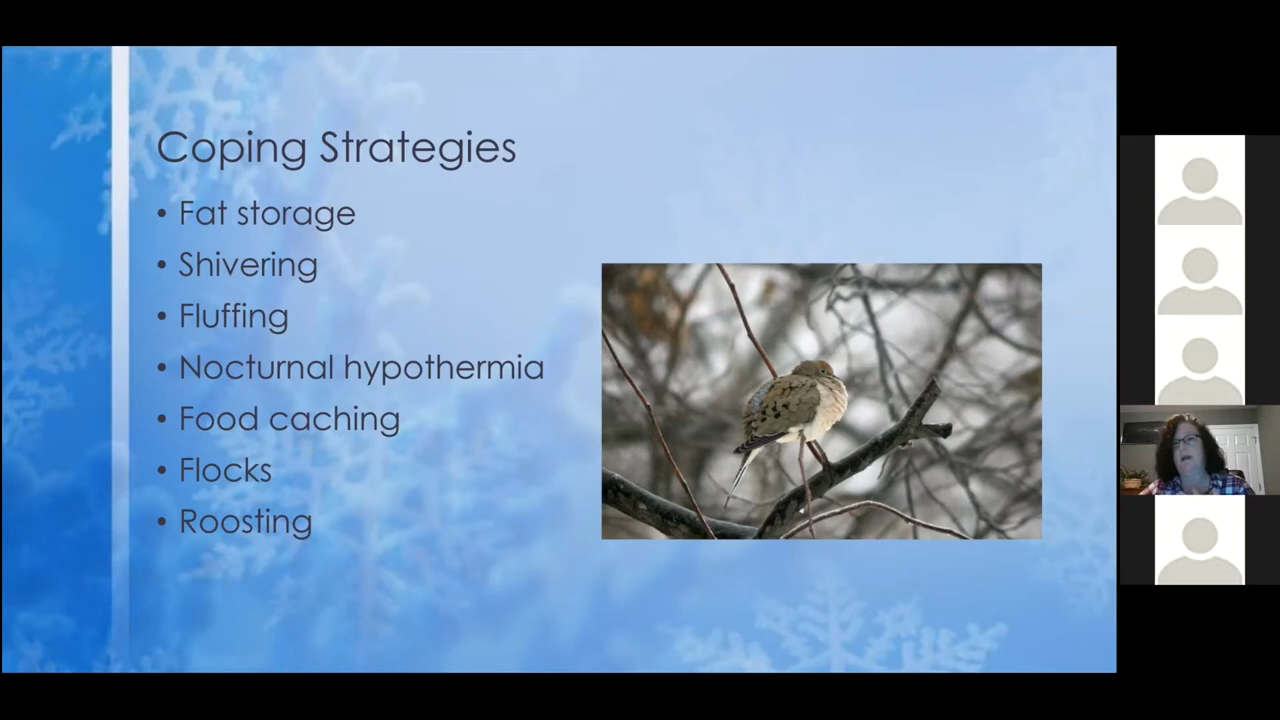 Coping Strategies
• Fat storage
• Shivering
• Fluffing
• Nocturnal hypothermia
• Food caching
• Flocks
• Roosting